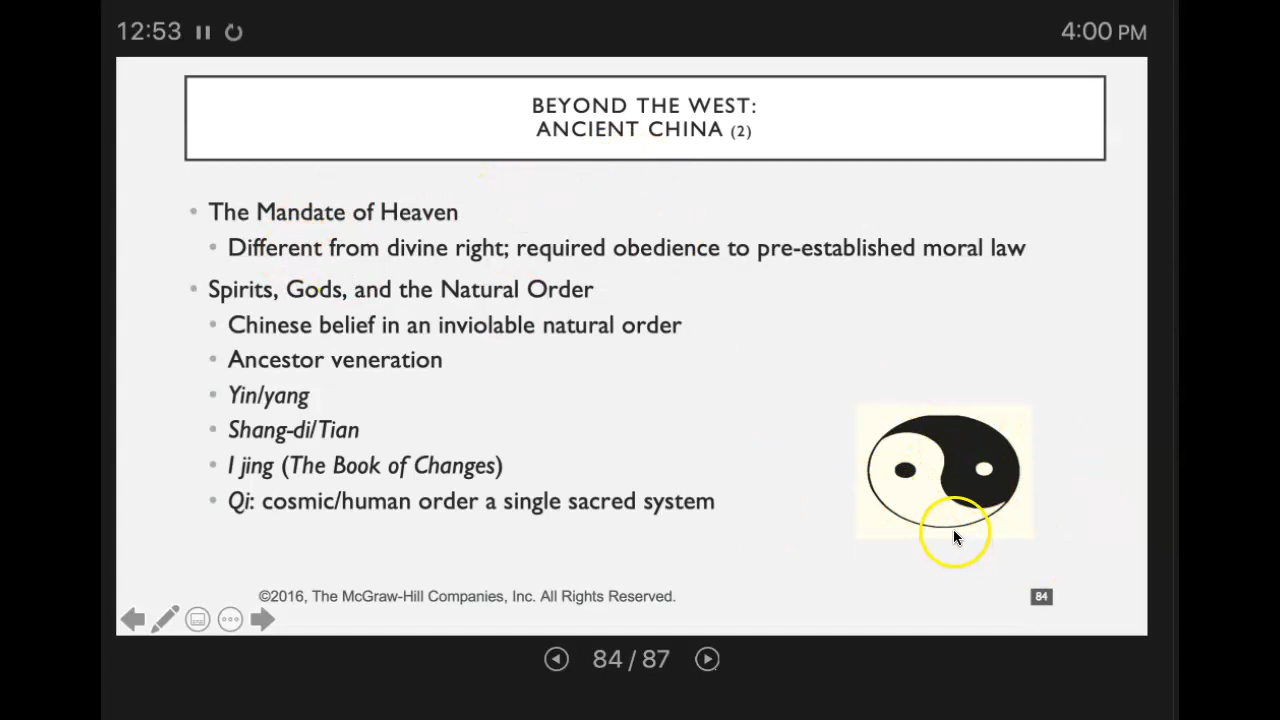 12:53
4:00 PM
BEYOND THE WEST:
ANCIENT CHINA (2)
• The Mandate of Heaven
• Different from divine right; required obedience to pre-established moral law
• Spirits, Gods, and the Natural Order
• Chinese belief in an inviolable natural order
• Ancestor veneration
• Yin/yang
• Shang-di/Tian
• I jing (The Book of Changes)
• Qi: cosmic/human order a single sacred system
©2016, The McGraw-Hill Companies, Inc. All Rights Reserved.
84
84 / 87